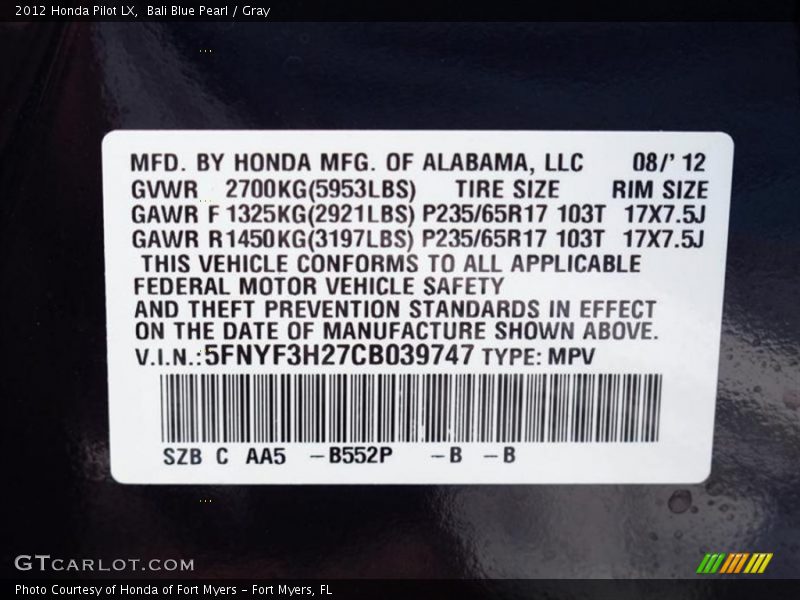 2012 Honda Pilot LX, Bali Blue Pearl / Gray
MFD. BY HONDA MFG. OF ALABAMA, LLC 08/' 12
GVWR 2700KG(5953LBS) TIRE SIZE RIM SIZE
GAWR F 1325KG(2921LBS) P235/65R17 103T 17X7.5J
GAWR R1450KG(3197LBS) P235/65R17 103T 17X7.5J
THIS VEHICLE CONFORMS TO ALL APPLICABLE
FEDERAL MOTOR VEHICLE SAFETY
AND THEFT PREVENTION STANDARDS IN EFFECT
ON THE DATE OF MANUFACTURE SHOWN ABOVE.
V.I.N.:5FNYF3H27CB039747 TYPE: MPV
SZB C AA5 –B552P –B –B
GTCARLOT.COM
Photo Courtesy of Honda of Fort Myers – Fort Myers, FL